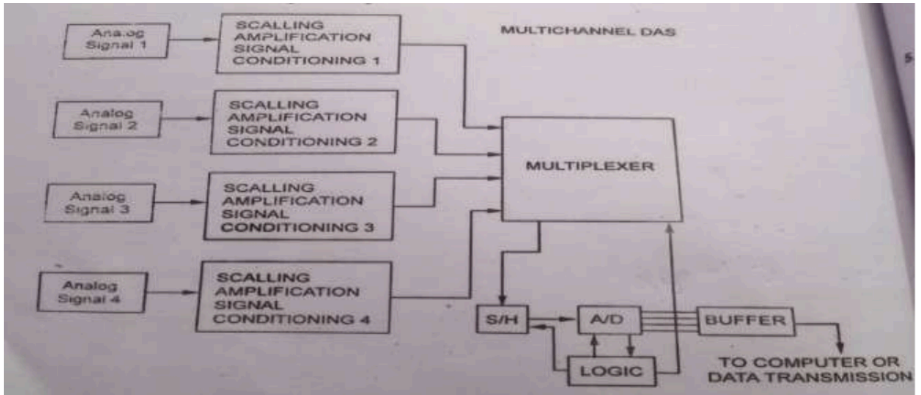 MULTICHANNEL DAS
Analog
Signal 1
SCALLING
AMPLIFICATION
SIGNAL
CONDITIONING 1
Analog
Signal 2
SCALLING
AMPLIFICATION
SIGNAL
CONDITIONING 2
Analog
Signal 3
SCALLING
AMPLIFICATION
SIGNAL
CONDITIONING 3
Analog
Signal 4
SCALLING
AMPLIFICATION
SIGNAL
CONDITIONING 4
MULTIPLEXER
S/H
A/D
BUFFER
LOGIC
TO COMPUTER OR
DATA TRANSMISSION